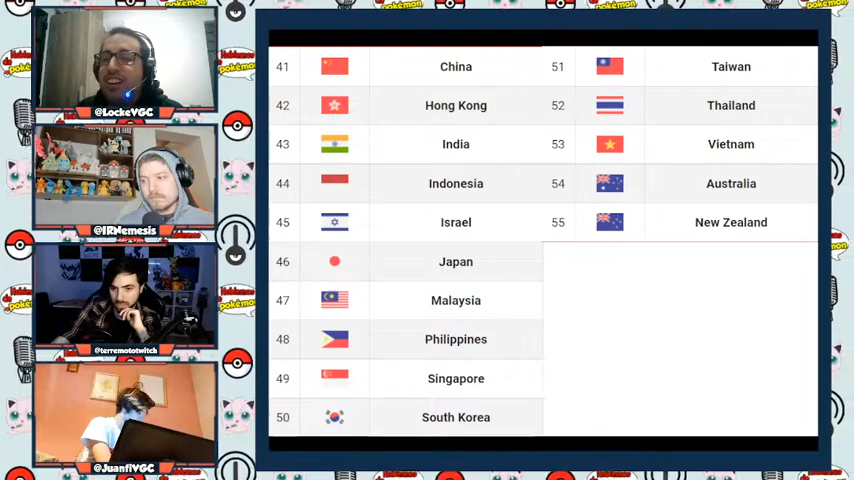 @LockeVGC
@IRNemesis
@terremototwitch
@JuanfiVGC
41 China
42 Hong Kong
43 India
44 Indonesia
45 Israel
46 Japan
47 Malaysia
48 Philippines
49 Singapore
50 South Korea
51 Taiwan
52 Thailand
53 Vietnam
54 Australia
55 New Zealand